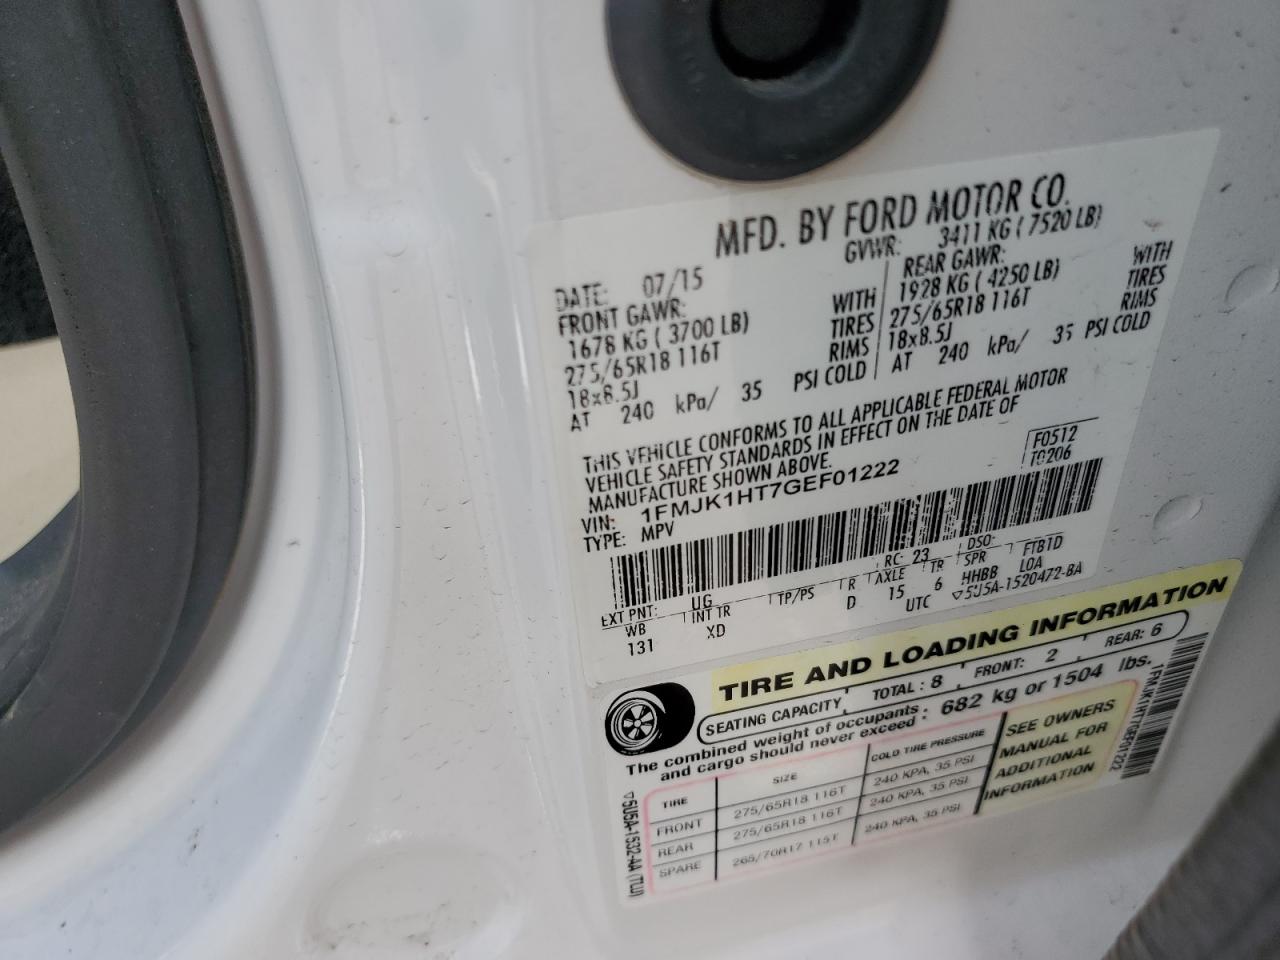 MFD. BY FORD MOTOR CO.
DATE: 07/15
GVWR: 3411 KG ( 7520 LB)
FRONT GAWR:
1678 KG ( 3700 LB)
WITH
275/65R18 116T
TIRES
18x8.5J
RIMS
AT 240 kPa/ 35 PSI COLD
REAR GAWR:
1928 KG ( 4250 LB)
WITH
275/65R18 116T
TIRES
18x8.5J
RIMS
AT 240 kPa/ 35 PSI COLD
THIS VEHICLE CONFORMS TO ALL APPLICABLE FEDERAL MOTOR
VEHICLE SAFETY STANDARDS IN EFFECT ON THE DATE OF
MANUFACTURE SHOWN ABOVE.
F0512
T0206
VIN: 1FMJK1HT7GEF01222
TYPE: MPV
EXT PNT: UG
RC: 23
DSO:
WB
INT TR
TP/PS
R
AXLE
TR
SPR
FTB1D
131
XD
D
15
6
HHBB
LOA
UTC
▽5U5A-1520472-BA
TIRE AND LOADING INFORMATION
SEATING CAPACITY
TOTAL : 8
FRONT: 2
REAR: 6
The combined weight of occupants
and cargo should never exceed : 682 kg or 1504 lbs.
TIRE
SIZE
COLD TIRE PRESSURE
FRONT
275/65R18 116T
240 KPA, 35 PSI
REAR
275/65R18 116T
240 KPA, 35 PSI
SPARE
265/70R17 115T
240 KPA, 35 PSI
SEE OWNERS
MANUAL FOR
ADDITIONAL
INFORMATION
1FMJK1HT7GEF01222
▽5U5A-1532-AA (TLU)